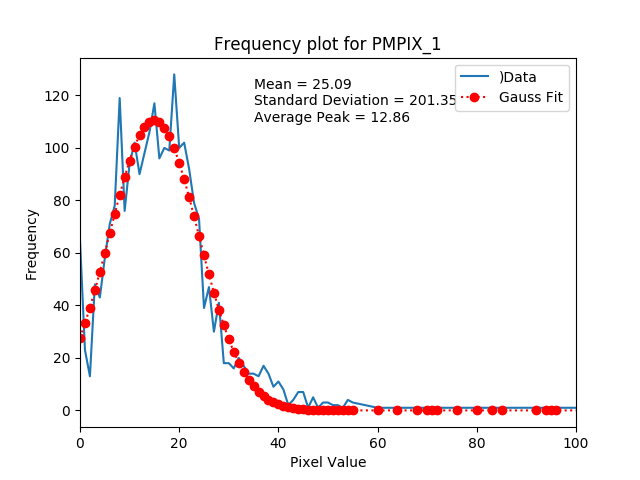 Frequency plot for PMPIX_1
Mean = 25.09
Standard Deviation = 201.35
Average Peak = 12.86
)Data
Gauss Fit
Frequency
120
100
80
60
40
20
0
0 20 40 60 80 100
Pixel Value